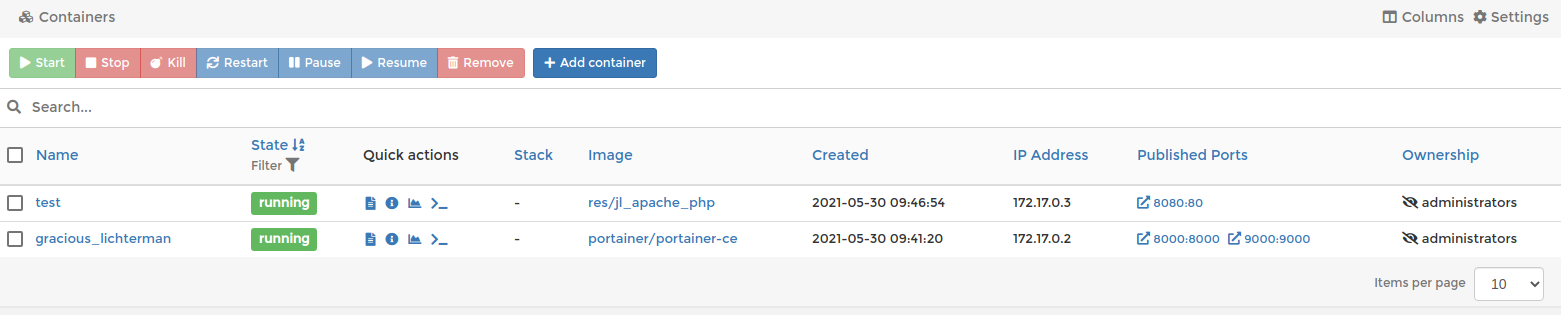 Containers Columns Settings
Start Stop Kill Restart Pause Resume Remove Add container
Search...
Name State Filter Quick actions Stack Image Created IP Address Published Ports Ownership
test running - res/jl_apache_php 2021-05-30 09:46:54 172.17.0.3 8080:80 administrators
gracious_lichterman running - portainer/portainer-ce 2021-05-30 09:41:20 172.17.0.2 8000:8000 9000:9000 administrators
Items per page 10